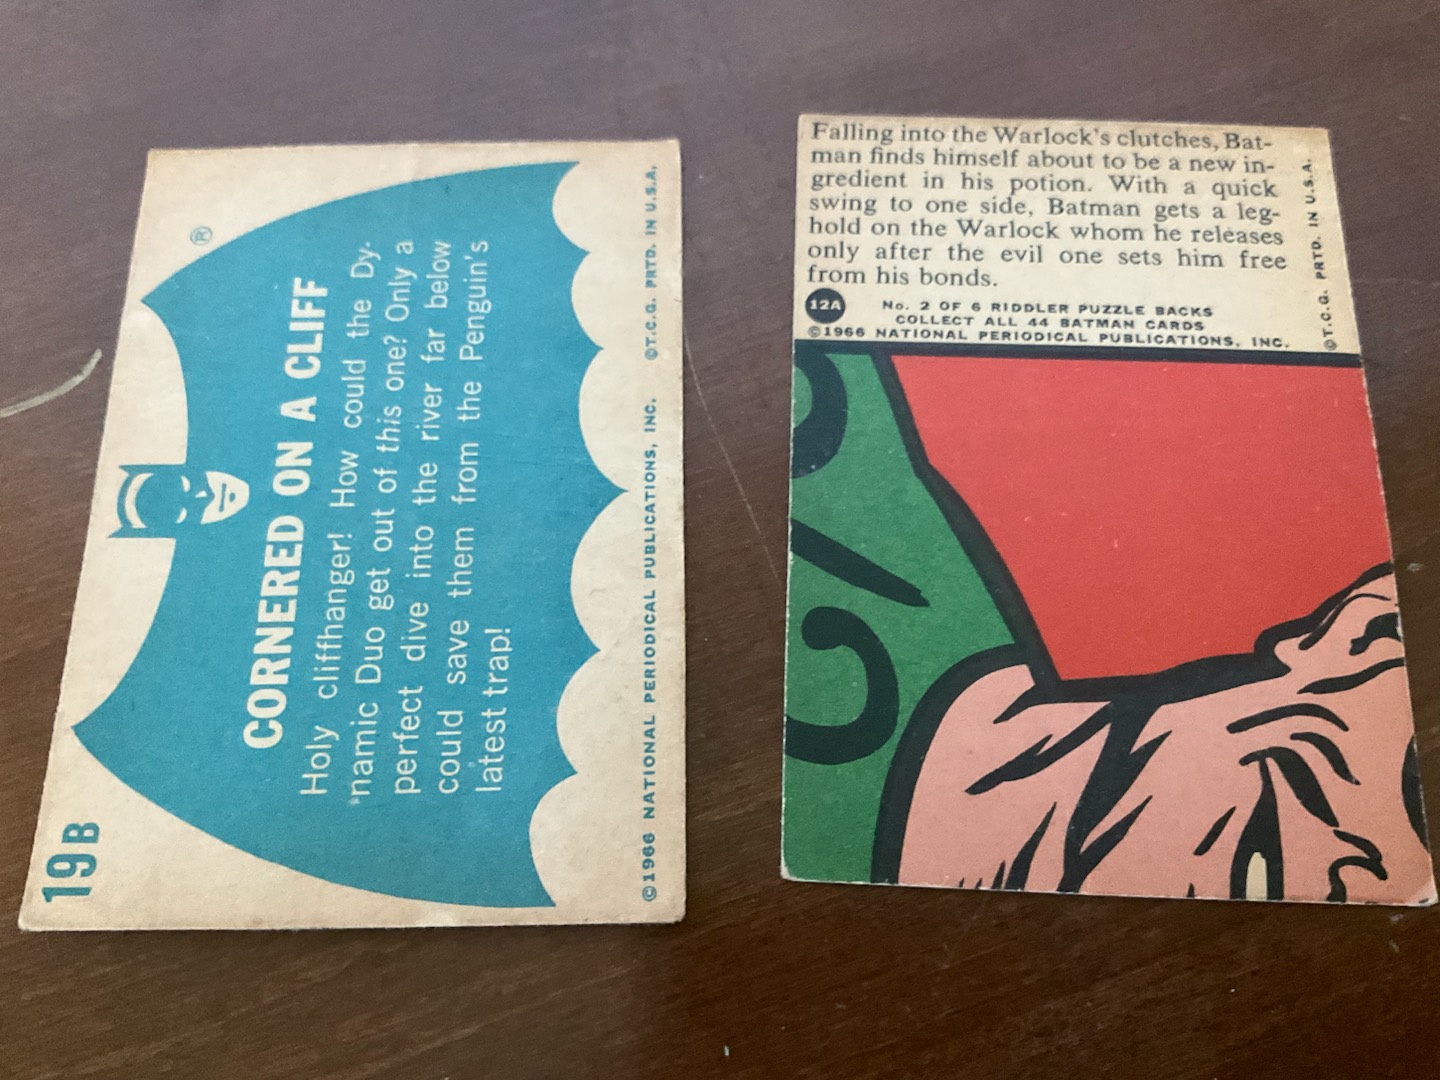 19B
®
CORNERED ON A CLIFF
Holy cliffhanger! How could the Dy-
namic Duo get out of this one? Only a
perfect dive into the river far below
could save them from the Penguin's
latest trap!
©1966 NATIONAL PERIODICAL PUBLICATIONS, INC. ©T.C.G. PRTD. IN U.S.A.
Falling into the Warlock's clutches, Bat-
man finds himself about to be a new in-
gredient in his potion. With a quick
swing to one side, Batman gets a leg-
hold on the Warlock whom he releases
only after the evil one sets him free
from his bonds.
12A
No. 2 OF 6 RIDDLER PUZZLE BACKS
COLLECT ALL 44 BATMAN CARDS
©1966 NATIONAL PERIODICAL PUBLICATIONS, INC.
©T.C.G. PRTD. IN U.S.A.